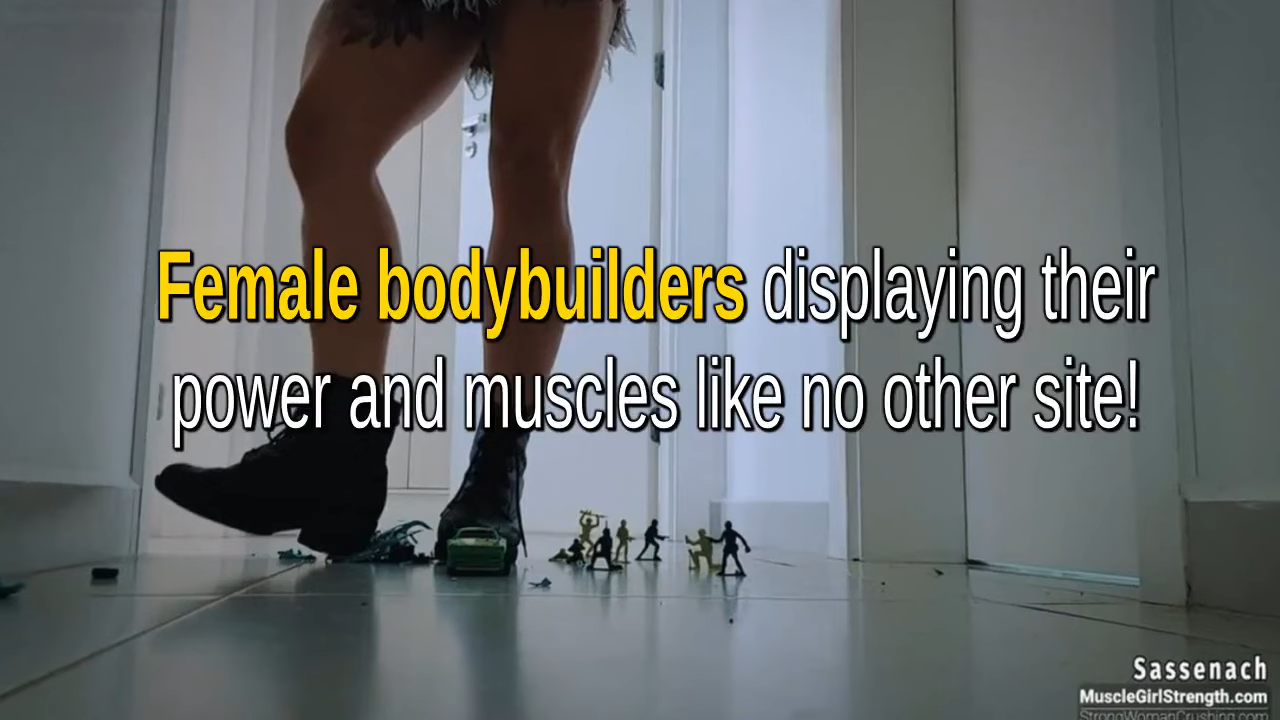 Female bodybuilders displaying their
power and muscles like no other site!
Sassenach
MuscleGirlStrength.com
StrongWomanCrushing.com